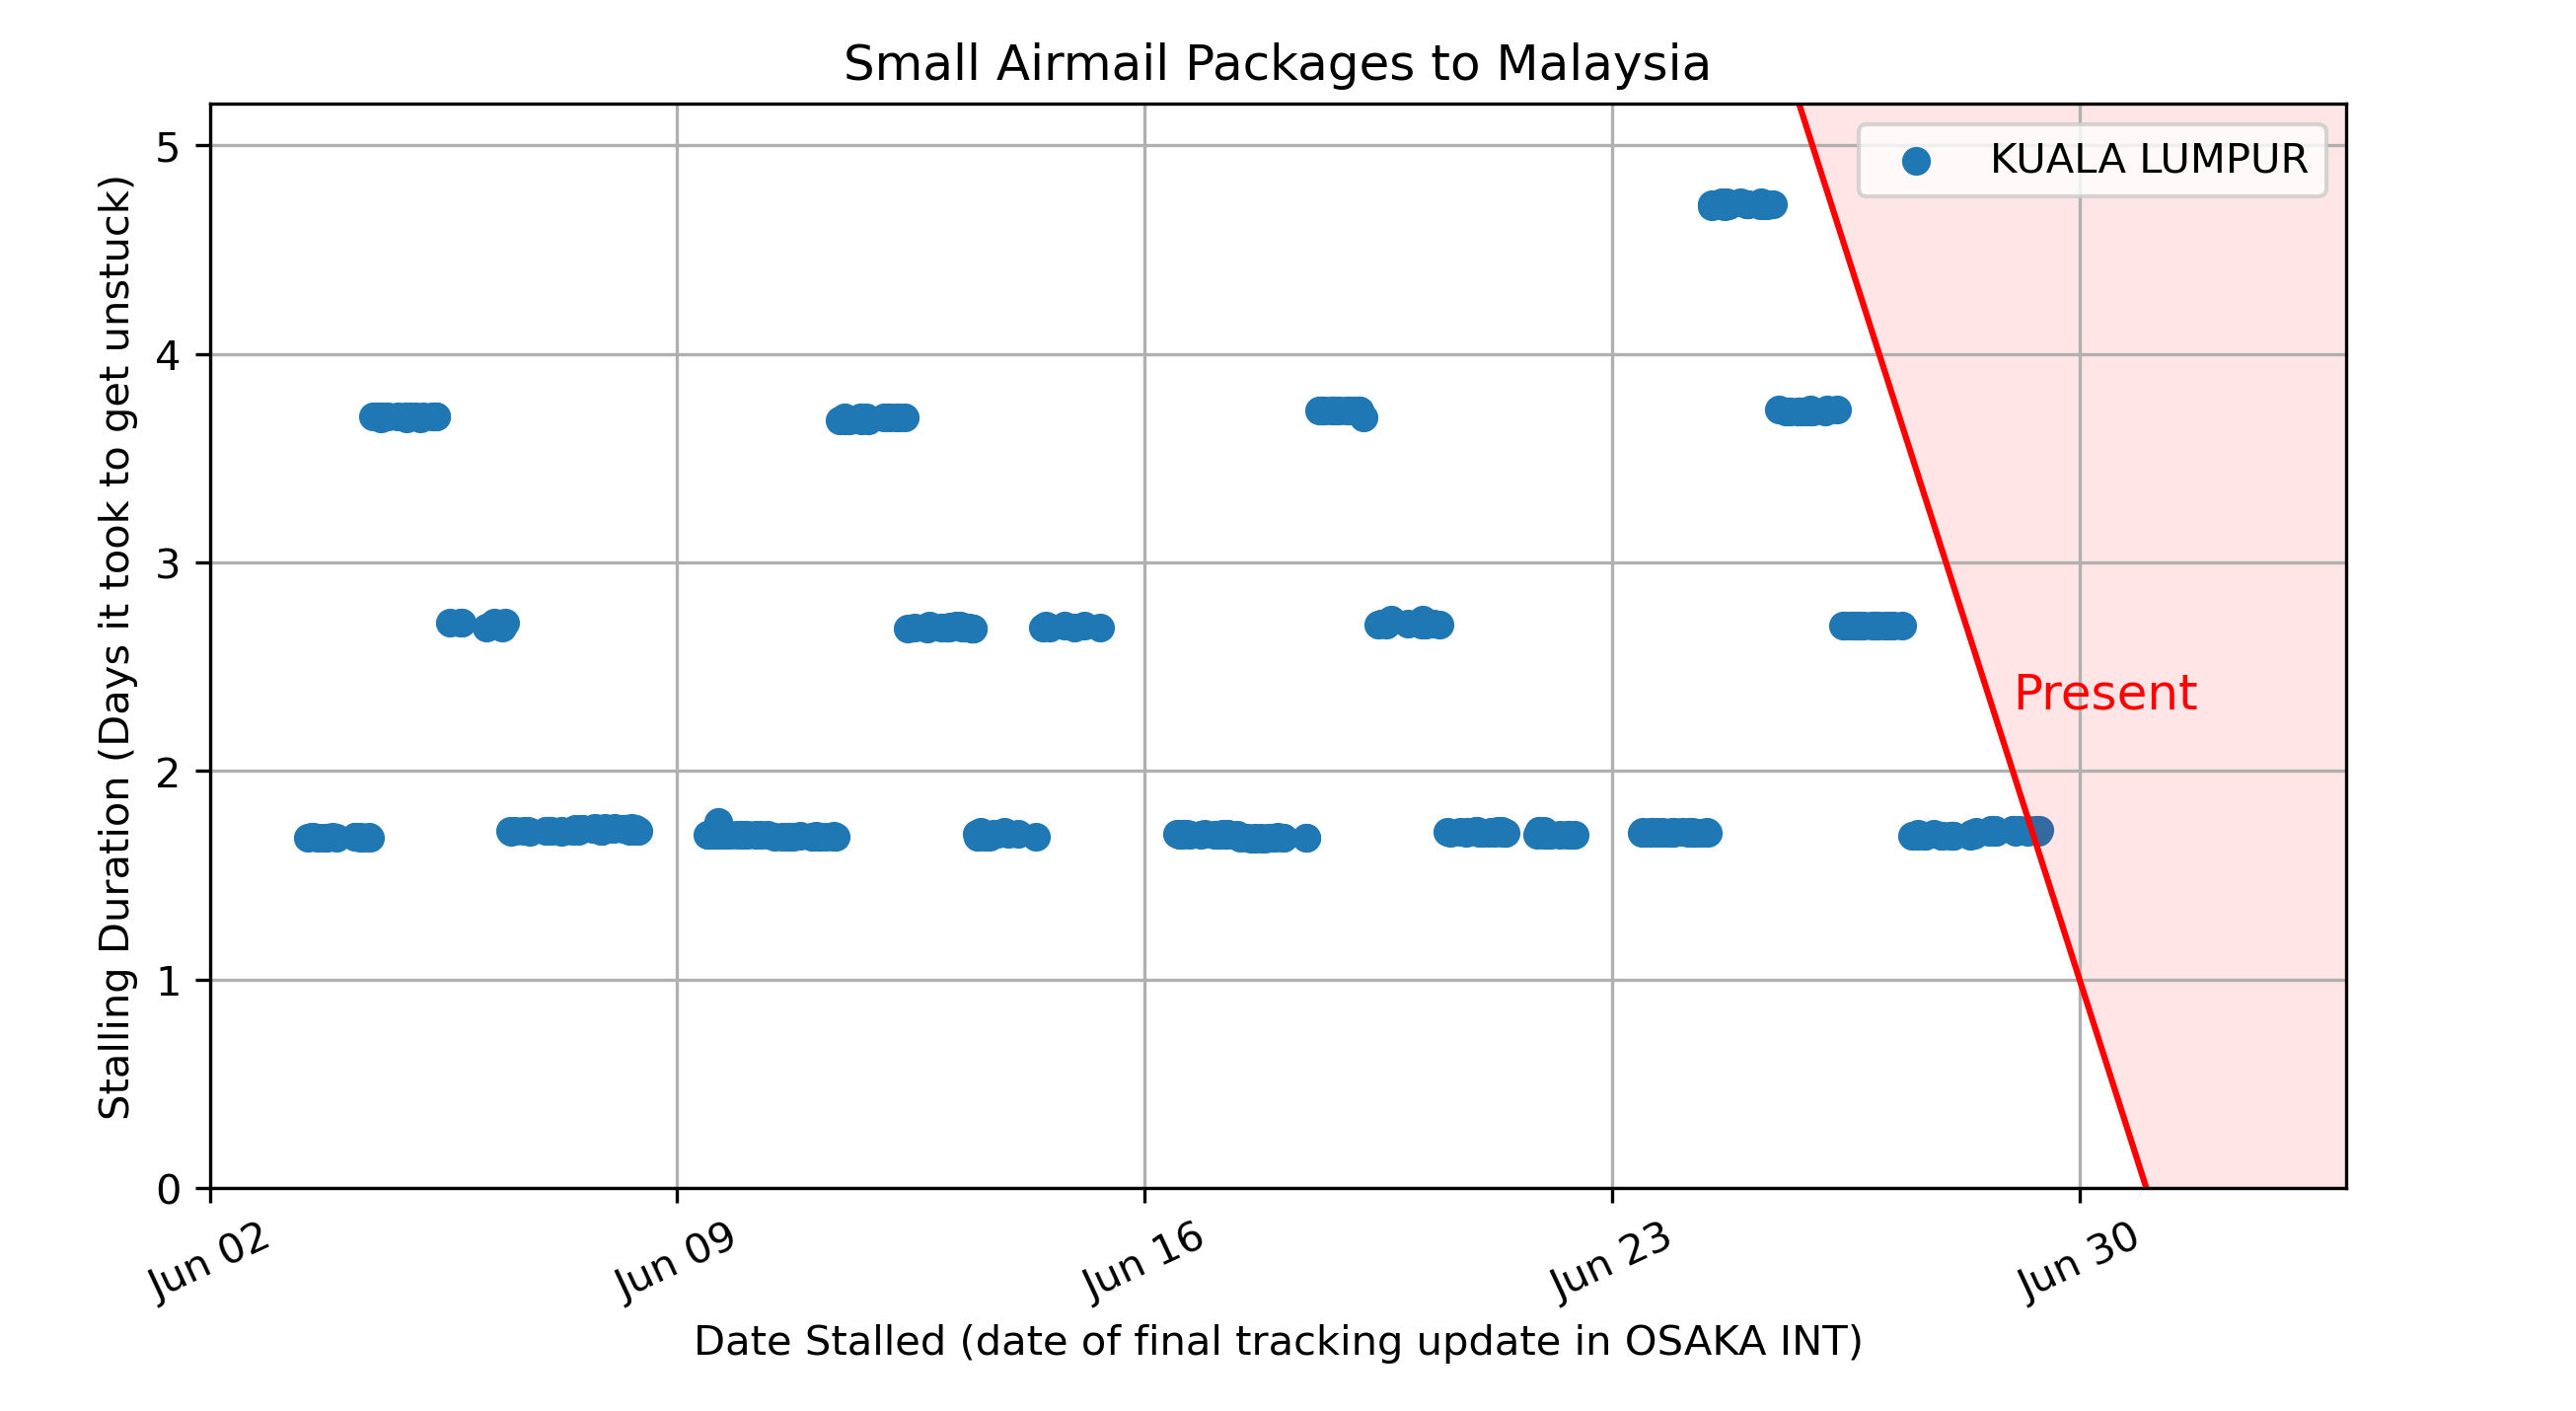 Small Airmail Packages to Malaysia
KUALA LUMPUR
Stalling Duration (Days it took to get unstuck)
5
4
3
2
1
0
Present
Jun 02
Jun 09
Jun 16
Jun 23
Jun 30
Date Stalled (date of final tracking update in OSAKA INT)